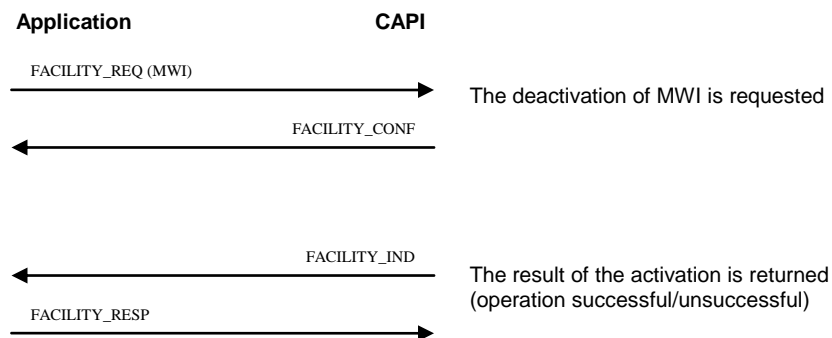 Application CAPI
FACILITY_REQ (MWI)
The deactivation of MWI is requested
FACILITY_CONF
FACILITY_IND
The result of the activation is returned
(operation successful/unsuccessful)
FACILITY_RESP